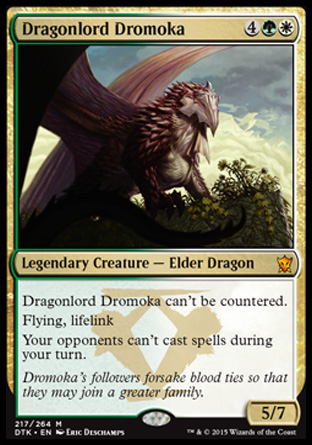 Dragonlord Dromoka 4
Legendary Creature — Elder Dragon
Dragonlord Dromoka can't be countered.
Flying, lifelink
Your opponents can't cast spells during
your turn.
Dromoka's followers forsake blood ties so that
they may join a greater family.
5/7
217/264 M
DTK • EN Eric Deschamps
™ & © 2015 Wizards of the Coast